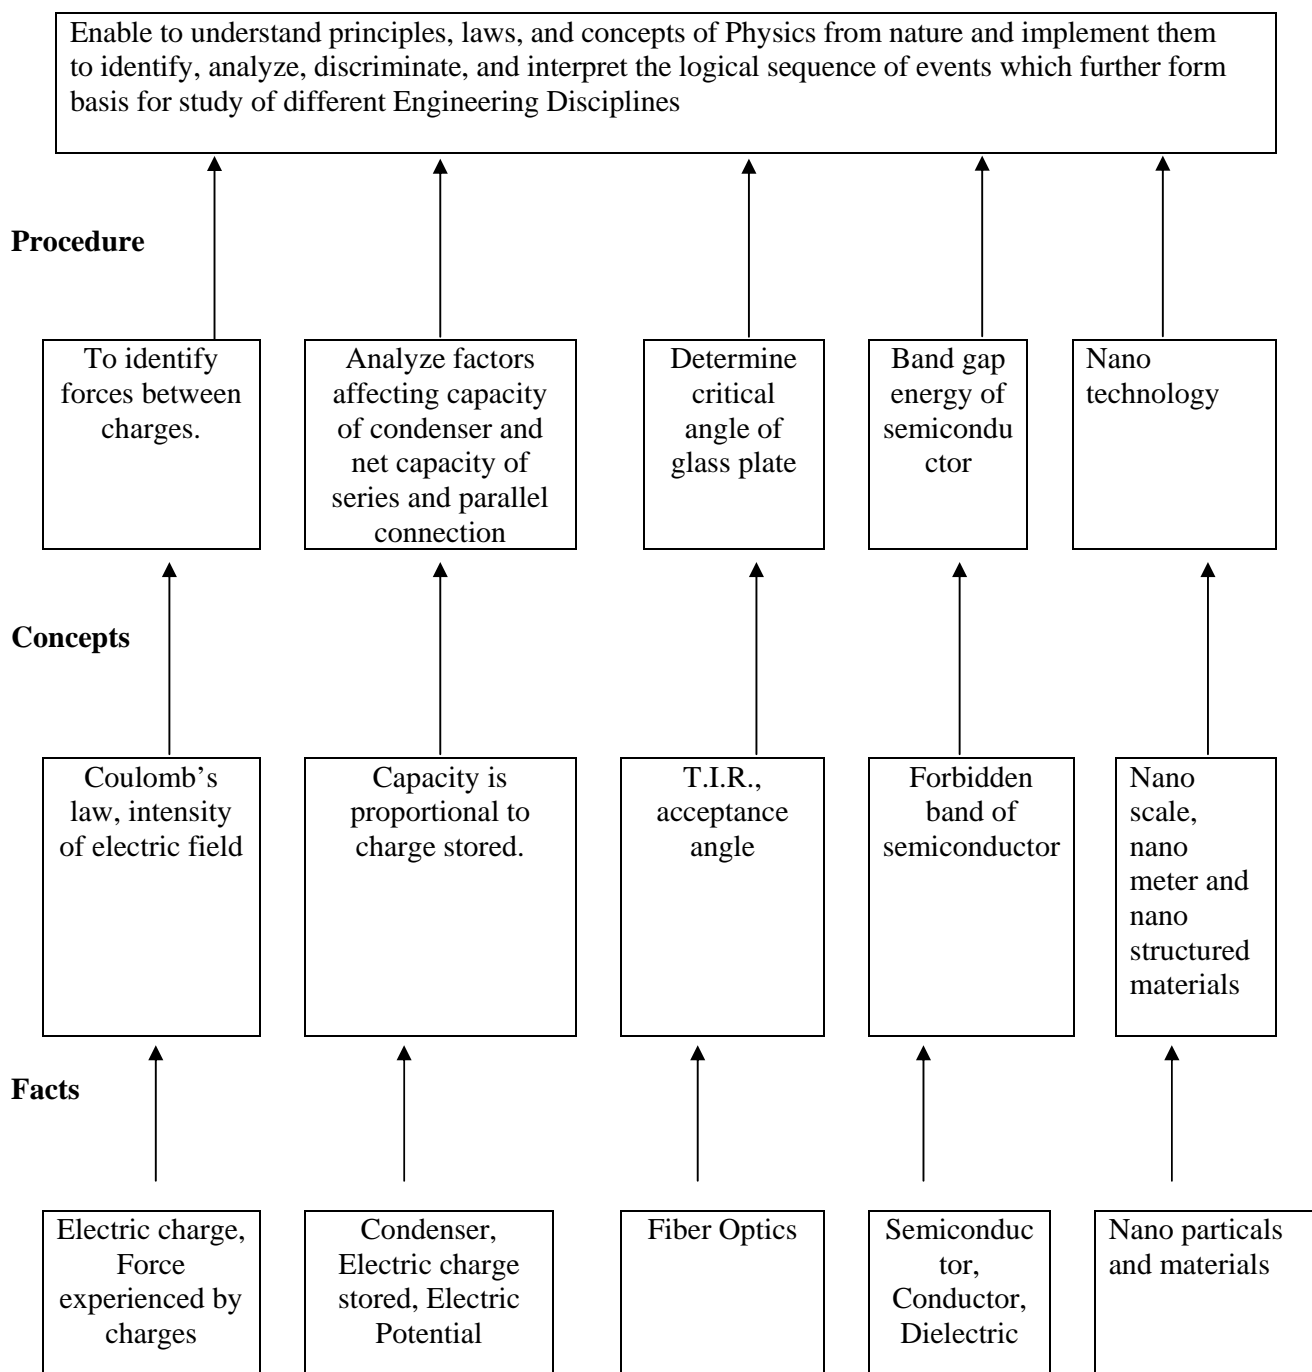 Enable to understand principles, laws, and concepts of Physics from nature and implement them
to identify, analyze, discriminate, and interpret the logical sequence of events which further form
basis for study of different Engineering Disciplines
Procedure
To identify
forces between
charges.
Analyze factors
affecting capacity
of condenser and
net capacity of
series and parallel
connection
Determine
critical
angle of
glass plate
Band gap
energy of
semicondu
ctor
Nano
technology
Concepts
Coulomb’s
law, intensity
of electric field
Capacity is
proportional to
charge stored.
T.I.R.,
acceptance
angle
Forbidden
band of
semiconductor
Nano
scale,
nano
meter and
nano
structured
materials
Facts
Electric charge,
Force
experienced by
charges
Condenser,
Electric charge
stored, Electric
Potential
Fiber Optics
Semiconduc
tor,
Conductor,
Dielectric
Nano particals
and materials